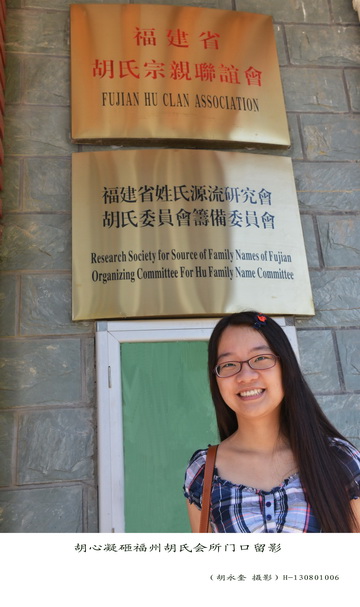 福建省
胡氏宗親聯誼會
FUJIAN HU CLAN ASSOCIATION
福建省姓氏源流研究會
胡氏委員會籌備委員會
Research Society for Source of Family Names of Fujian
Organizing Committee For Hu Family Name Committee
胡心凝砸福州胡氏会所门口留影
（胡永奎 摄影）H-130801006